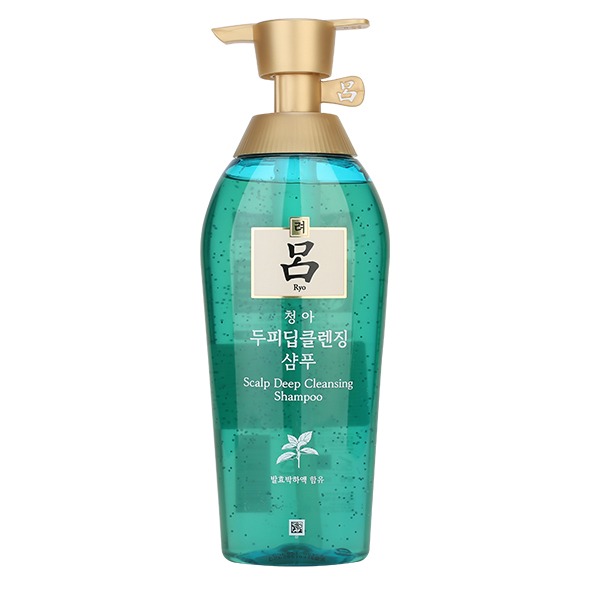 呂
려
呂
Ryo
청아
두피딥클렌징
샴푸
Scalp Deep Cleansing
Shampoo
발효박하액 함유